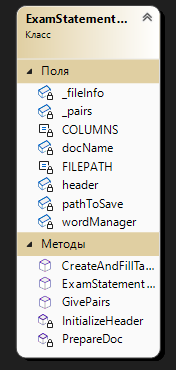 ExamStatement...
Класс
Поля
_fileInfo
_pairs
COLUMNS
docName
FILEPATH
header
pathToSave
wordManager
Методы
CreateAndFillTa...
ExamStatement
GivePairs
InitializeHeader
PrepareDoc